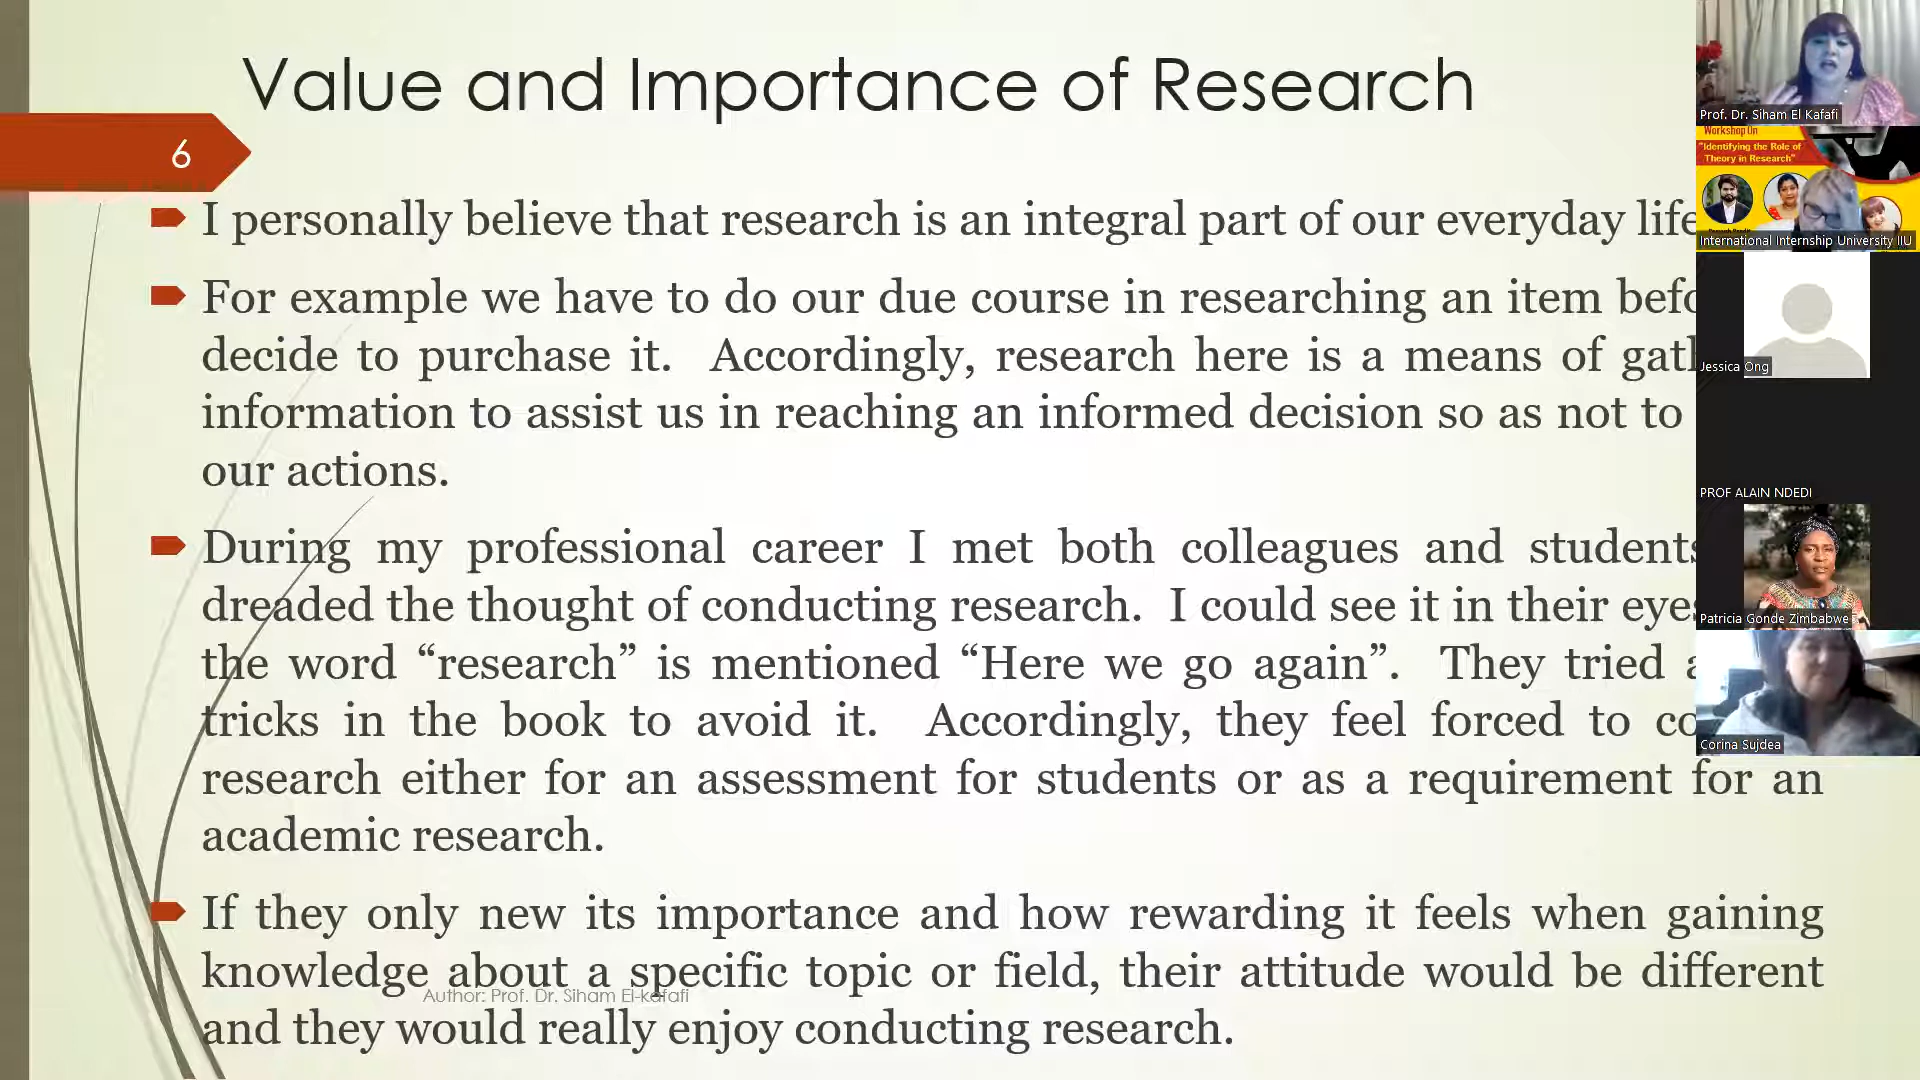 Value and Importance of Research
6
I personally believe that research is an integral part of our everyday life
For example we have to do our due course in researching an item
decide to purchase it. Accordingly, research here is a means of
information to assist us in reaching an informed decision so as not to
our actions.
During my professional career I met both colleagues and students
dreaded the thought of conducting research. I could see it in their
the word “research” is mentioned “Here we go again”. They tried
tricks in the book to avoid it. Accordingly, they feel forced to
research either for an assessment for students or as a requirement for an
academic research.
If they only new its importance and how rewarding it feels when gaining
knowledge about a specific topic or field, their attitude would be different
and they would really enjoy conducting research.
Author: Prof. Dr. Siham El-kafafi
Prof. Dr. Siham El Kafafi
Workshop On
"Identifying the Role of
Theory in Research"
International Internship University IIU
Jessica Ong
PROF ALAIN NDEDI
Patricia Gonde Zimbabwe
Corina Sujdea